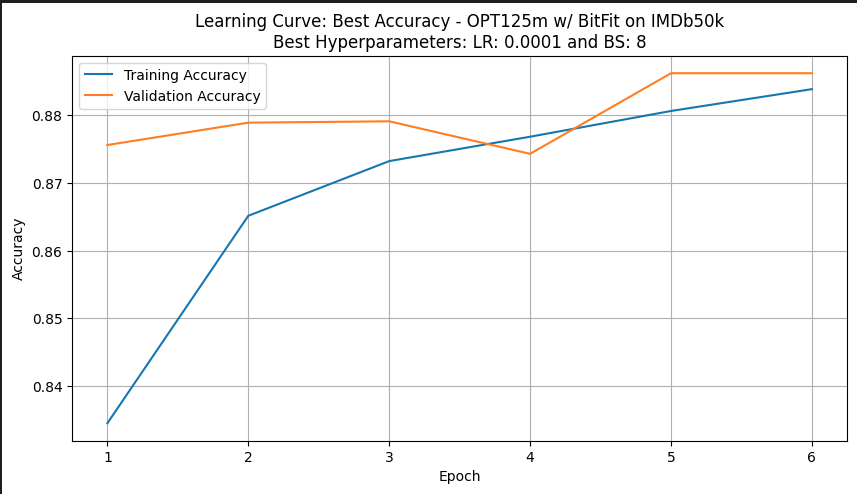 Learning Curve: Best Accuracy - OPT125m w/ BitFit on IMDb50k
Best Hyperparameters: LR: 0.0001 and BS: 8
Training Accuracy
Validation Accuracy
0.88
0.87
0.86
0.85
0.84
Accuracy
1 2 3 4 5 6
Epoch